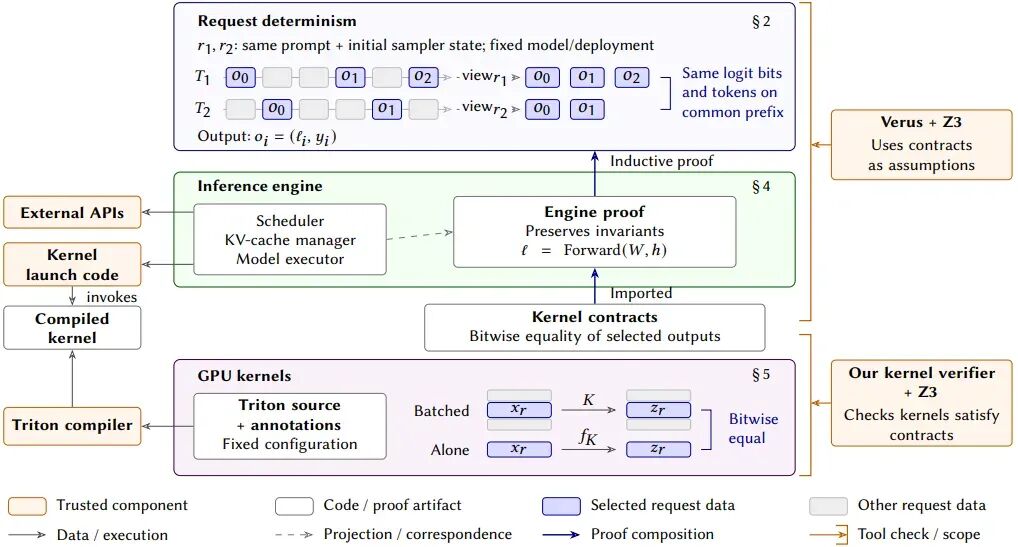 Request determinism
§ 2
r1, r2: same prompt + initial sampler state; fixed model/deployment
T1 o0 o1 o2 view r1 o0 o1 o2
T2 o0 o1 view r2 o0 o1
Same logit bits
and tokens on
common prefix
Output: oi = (ℓi, yi)
Verus + Z3
Uses contracts
as assumptions
Inductive proof
Inference engine
§ 4
External APIs
Scheduler
KV-cache manager
Model executor
Engine proof
Preserves invariants
ℓ = Forward(W, h)
Kernel
launch code
invokes
Imported
Compiled
kernel
Kernel contracts
Bitwise equality of selected outputs
GPU kernels
§ 5
Triton compiler
Triton source
+ annotations
Fixed configuration
Batched xr K zr
Alone xr fK zr
Bitwise
equal
Our kernel verifier
+ Z3
Checks kernels satisfy
contracts
Trusted component
Code / proof artifact
Selected request data
Other request data
Data / execution
Projection / correspondence
Proof composition
Tool check / scope